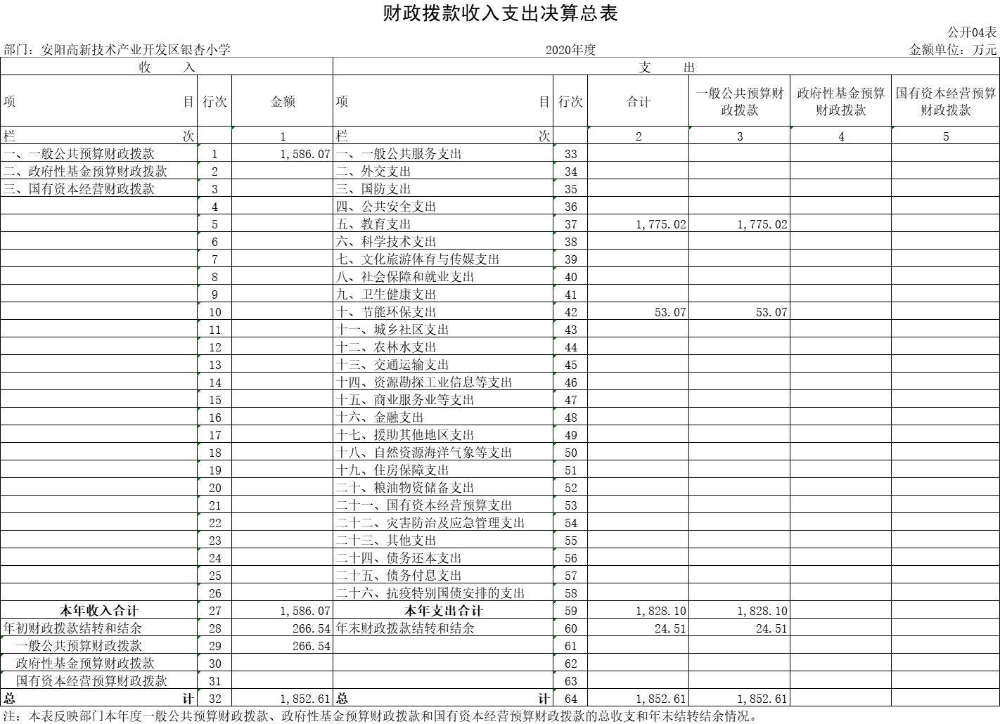 财政拨款收入支出决算总表
公开04表
部门：安阳高新技术产业开发区银杏小学 2020年度 金额单位：万元
收 入 支 出
项 目 行次 金额 项 目 行次 合计 一般公共预算财政拨款 政府性基金预算财政拨款 国有资本经营预算财政拨款
栏 次 1 栏 次 2 3 4 5
一、一般公共预算财政拨款 1 1,586.07 一、一般公共服务支出 33
二、政府性基金预算财政拨款 2 二、外交支出 34
三、国有资本经营财政拨款 3 三、国防支出 35
4 四、公共安全支出 36
5 五、教育支出 37 1,775.02 1,775.02
6 六、科学技术支出 38
7 七、文化旅游体育与传媒支出 39
8 八、社会保障和就业支出 40
9 九、卫生健康支出 41
10 十、节能环保支出 42 53.07 53.07
11 十一、城乡社区支出 43
12 十二、农林水支出 44
13 十三、交通运输支出 45
14 十四、资源勘探工业信息等支出 46
15 十五、商业服务业等支出 47
16 十六、金融支出 48
17 十七、援助其他地区支出 49
18 十八、自然资源海洋气象等支出 50
19 十九、住房保障支出 51
20 二十、粮油物资储备支出 52
21 二十一、国有资本经营预算支出 53
22 二十二、灾害防治及应急管理支出 54
23 二十三、其他支出 55
24 二十四、债务还本支出 56
25 二十五、债务付息支出 57
26 二十六、抗疫特别国债安排的支出 58
本年收入合计 27 1,586.07 本年支出合计 59 1,828.10 1,828.10
年初财政拨款结转和结余 28 266.54 年末财政拨款结转和结余 60 24.51 24.51
一般公共预算财政拨款 29 266.54 61
政府性基金预算财政拨款 30 62
国有资本经营预算财政拨款 31 63
总 计 32 1,852.61 总 计 64 1,852.61 1,852.61
注：本表反映部门本年度一般公共预算财政拨款、政府性基金预算财政拨款和国有资本经营预算财政拨款的总收支和年末结转结余情况。